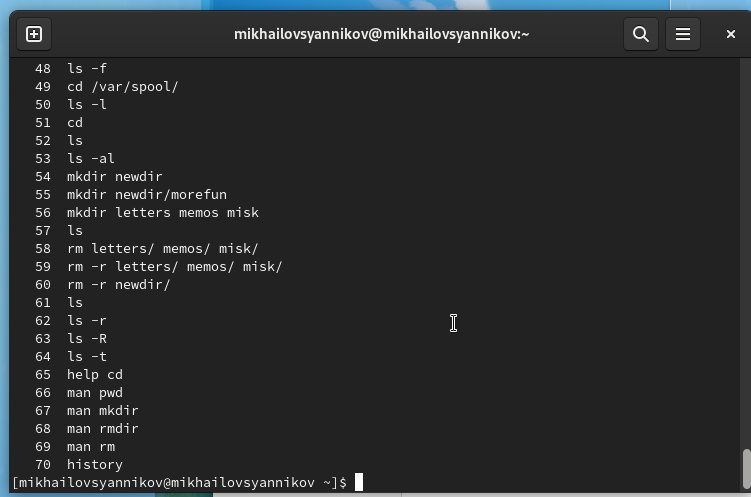 mikhailovsyannikov@mikhailovsyannikov:~
48 ls -f
49 cd /var/spool/
50 ls -l
51 cd
52 ls
53 ls -al
54 mkdir newdir
55 mkdir newdir/morefun
56 mkdir letters memos misk
57 ls
58 rm letters/ memos/ misk/
59 rm -r letters/ memos/ misk/
60 rm -r newdir/
61 ls
62 ls -r
63 ls -R
64 ls -t
65 help cd
66 man pwd
67 man mkdir
68 man rmdir
69 man rm
70 history
[mikhailovsyannikov@mikhailovsyannikov ~]$